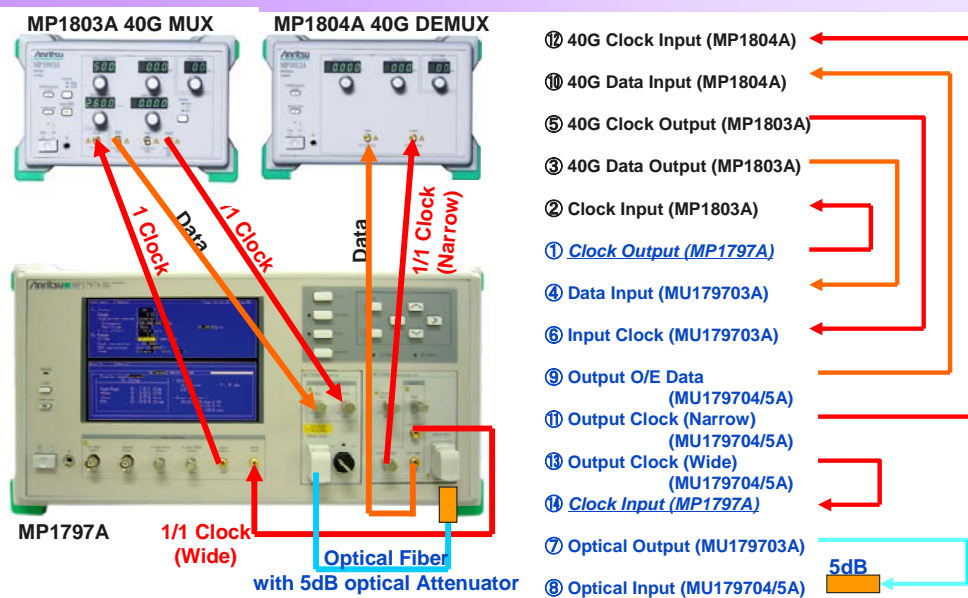 MP1803A 40G MUX
MP1804A 40G DEMUX
Anritsu
Anritsu
1 Clock
Data
/1 Clock
Data
1/1 Clock
(Narrow)
Anritsu MP1797A
MP1797A
1/1 Clock
(Wide)
Optical Fiber
with 5dB optical Attenuator
⑫ 40G Clock Input (MP1804A)
⑩ 40G Data Input (MP1804A)
⑤ 40G Clock Output (MP1803A)
③ 40G Data Output (MP1803A)
② Clock Input (MP1803A)
① Clock Output (MP1797A)
④ Data Input (MU179703A)
⑥ Input Clock (MU179703A)
⑨ Output O/E Data
(MU179704/5A)
⑪ Output Clock (Narrow)
(MU179704/5A)
⑬ Output Clock (Wide)
(MU179704/5A)
⑭ Clock Input (MP1797A)
⑦ Optical Output (MU179703A)
5dB
⑧ Optical Input (MU179704/5A)